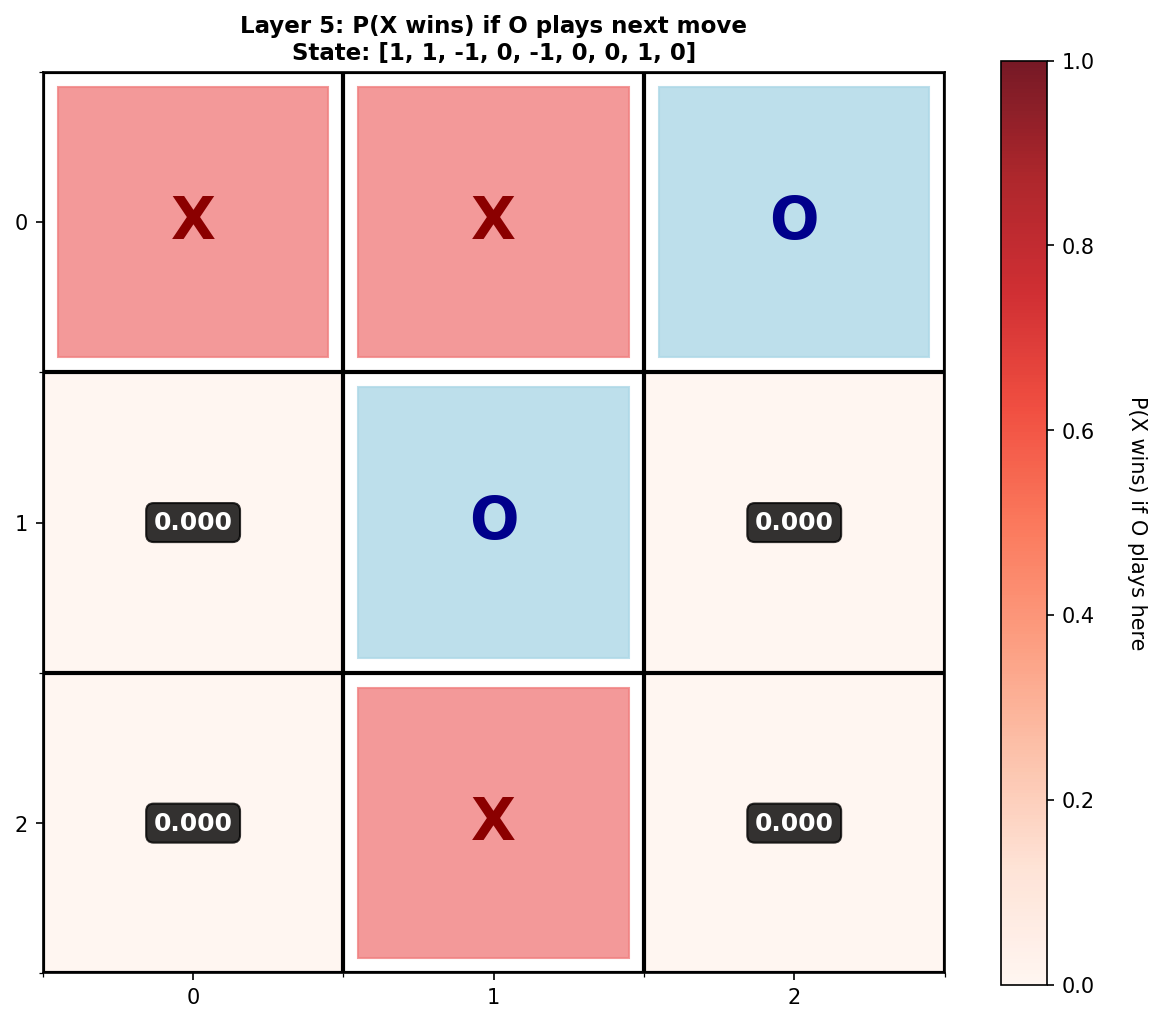 Layer 5: P(X wins) if O plays next move
State: [1, 1, -1, 0, -1, 0, 0, 1, 0]
X
X
O
0
0.000
O
0.000
1
0.000
X
0.000
2
0
1
2
1.0
0.8
0.6
0.4
0.2
0.0
P(X wins) if O plays here